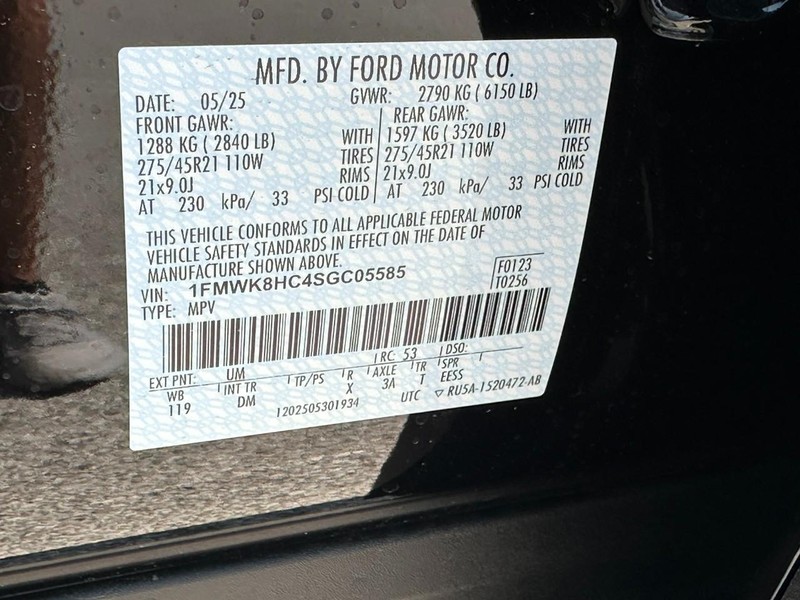 MFD. BY FORD MOTOR CO.
DATE: 05/25 GVWR: 2790 KG ( 6150 LB)
FRONT GAWR: REAR GAWR:
1288 KG ( 2840 LB) WITH 1597 KG ( 3520 LB) WITH
275/45R21 110W TIRES 275/45R21 110W TIRES
21x9.0J RIMS 21x9.0J RIMS
AT 230 kPa/ 33 PSI COLD AT 230 kPa/ 33 PSI COLD
THIS VEHICLE CONFORMS TO ALL APPLICABLE FEDERAL MOTOR
VEHICLE SAFETY STANDARDS IN EFFECT ON THE DATE OF
MANUFACTURE SHOWN ABOVE.
VIN: 1FMWK8HC4SGC05585 F0123
TYPE: MPV T0256
EXT PNT: UM RC: 53 DSO:
WB INT TR TP/PS R AXLE TR SPR
119 DM X 3A T EESS
1202505301934 UTC ▽ RU5A-1520472-AB